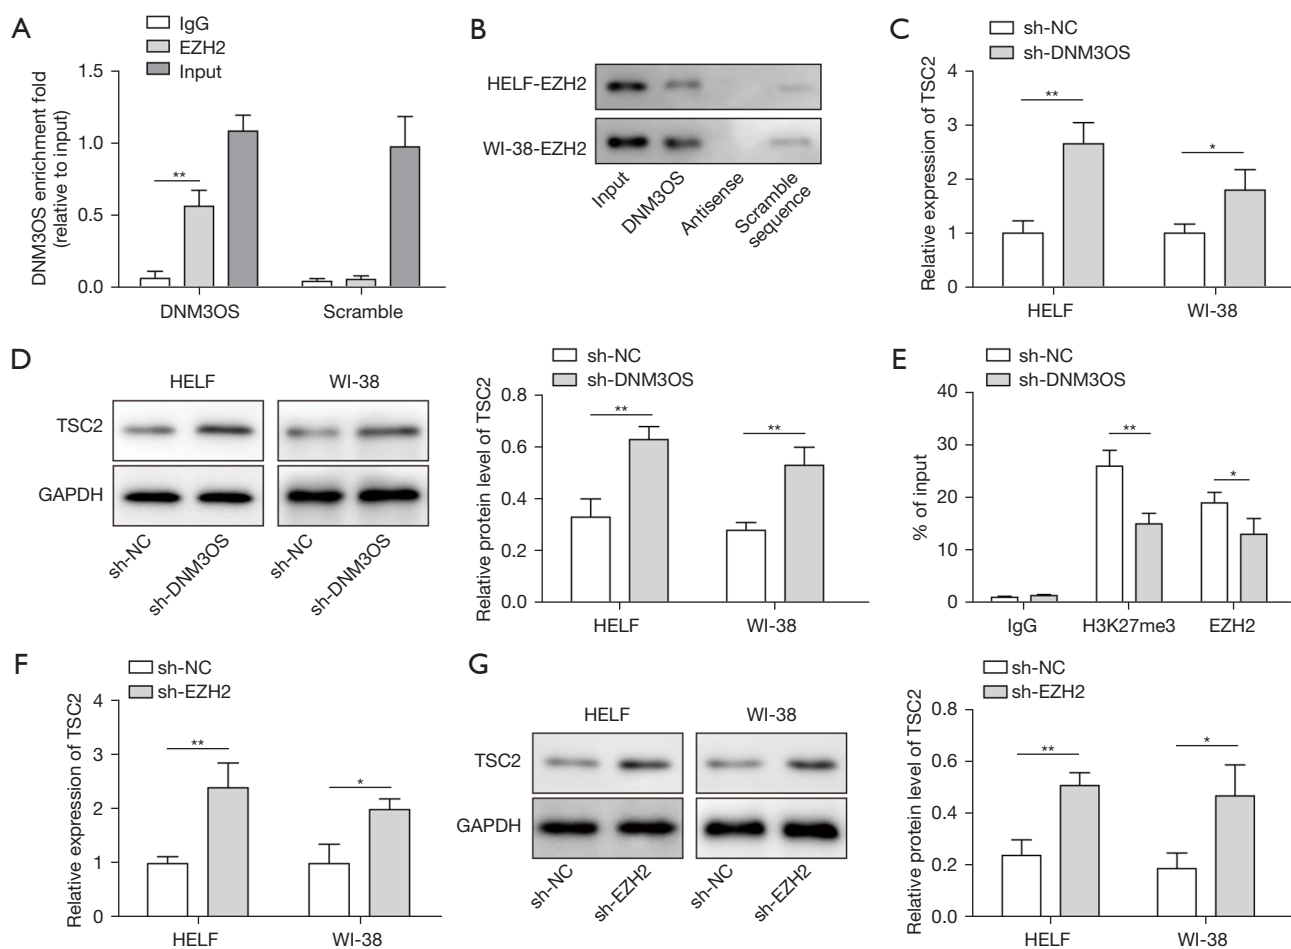 A
IgG
EZH2
Input
DNM3OS enrichment fold
(relative to input)
1.5
1.0
0.5
0.0
**
DNM3OS
Scramble
B
HELF-EZH2
WI-38-EZH2
Input
DNM3OS
Antisense
Scramble
sequence
C
sh-NC
sh-DNM3OS
Relative expression of TSC2
4
3
2
1
0
**
*
HELF
WI-38
D
HELF
WI-38
TSC2
GAPDH
sh-NC
sh-DNM3OS
sh-NC
sh-DNM3OS
sh-NC
sh-DNM3OS
Relative protein level of TSC2
0.8
0.6
0.4
0.2
0.0
**
**
HELF
WI-38
E
sh-NC
sh-DNM3OS
% of input
40
30
20
10
0
**
*
IgG
H3K27me3
EZH2
F
sh-NC
sh-EZH2
Relative expression of TSC2
4
3
2
1
0
**
*
HELF
WI-38
G
HELF
WI-38
TSC2
GAPDH
sh-NC
sh-EZH2
sh-NC
sh-EZH2
sh-NC
sh-EZH2
Relative protein level of TSC2
0.8
0.6
0.4
0.2
0.0
**
*
HELF
WI-38